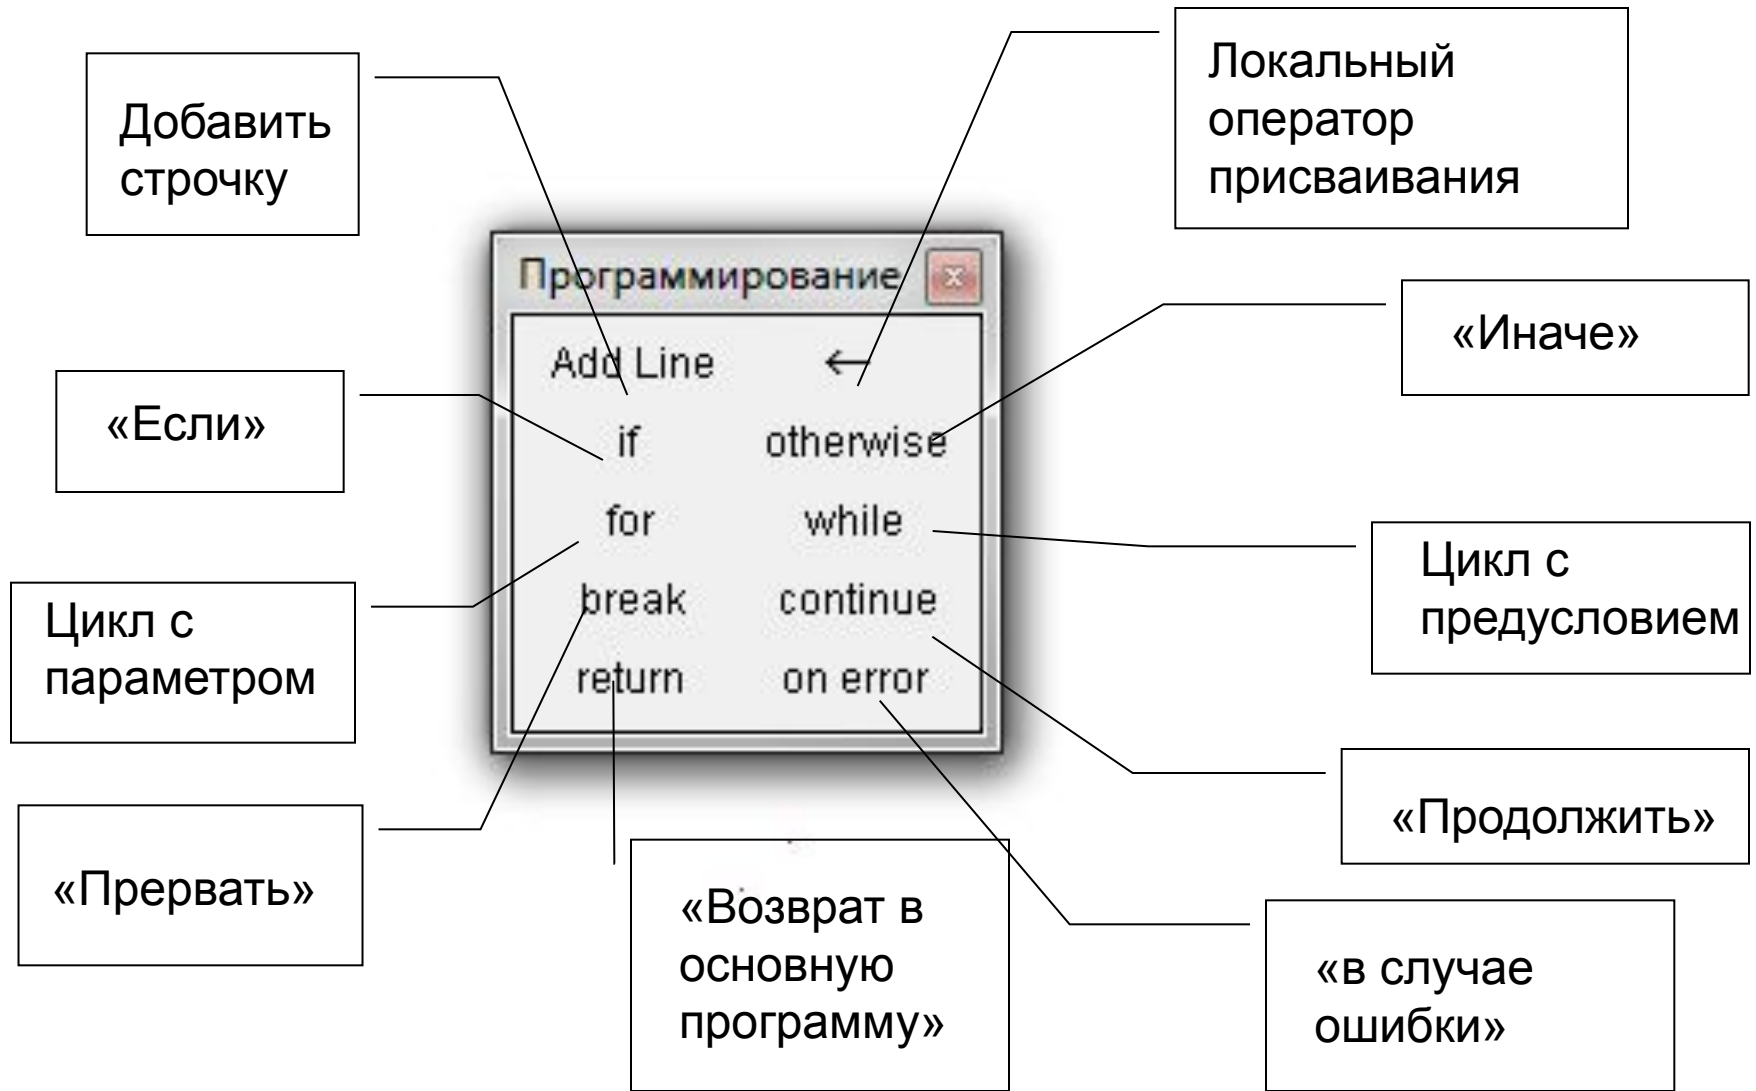 Добавить
строчку
Локальный
оператор
присваивания
Программирование
Add Line ←
«Иначе»
«Если»
if otherwise
for while
Цикл с
предусловием
Цикл с
параметром
break continue
return on error
«Продолжить»
«Прервать»
«Возврат в
основную
программу»
«в случае
ошибки»